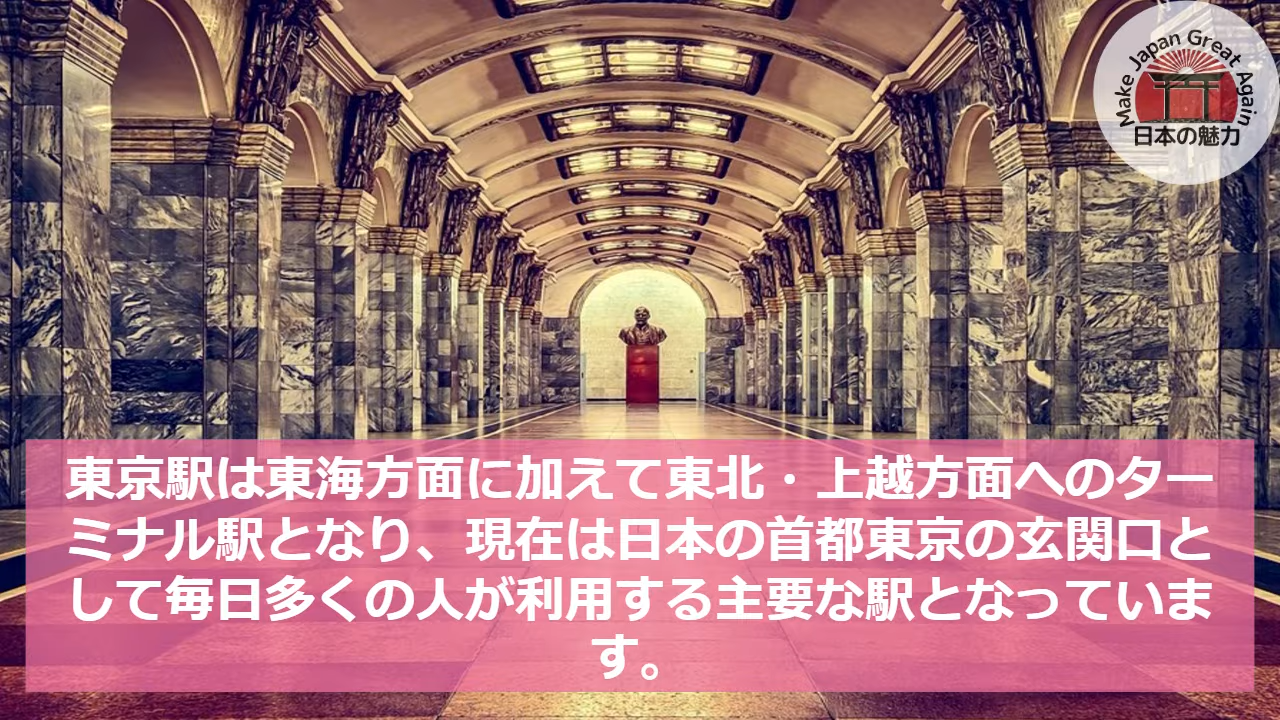 Make Japan Great Again
日本の魅力
東京駅は東海方面に加えて東北・上越方面へのター
ミナル駅となり、現在は日本の首都東京の玄関口と
して毎日多くの人が利用する主要な駅となっていま
す。